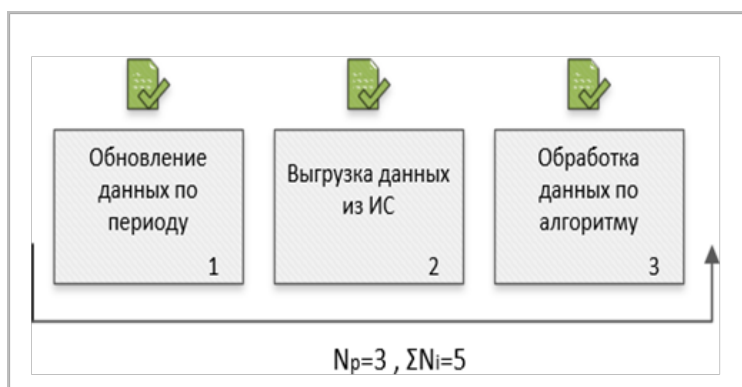 Обновление
данных по
периоду
1
Выгрузка данных
из ИС
2
Обработка
данных по
алгоритму
3
Np=3 , ΣNi=5